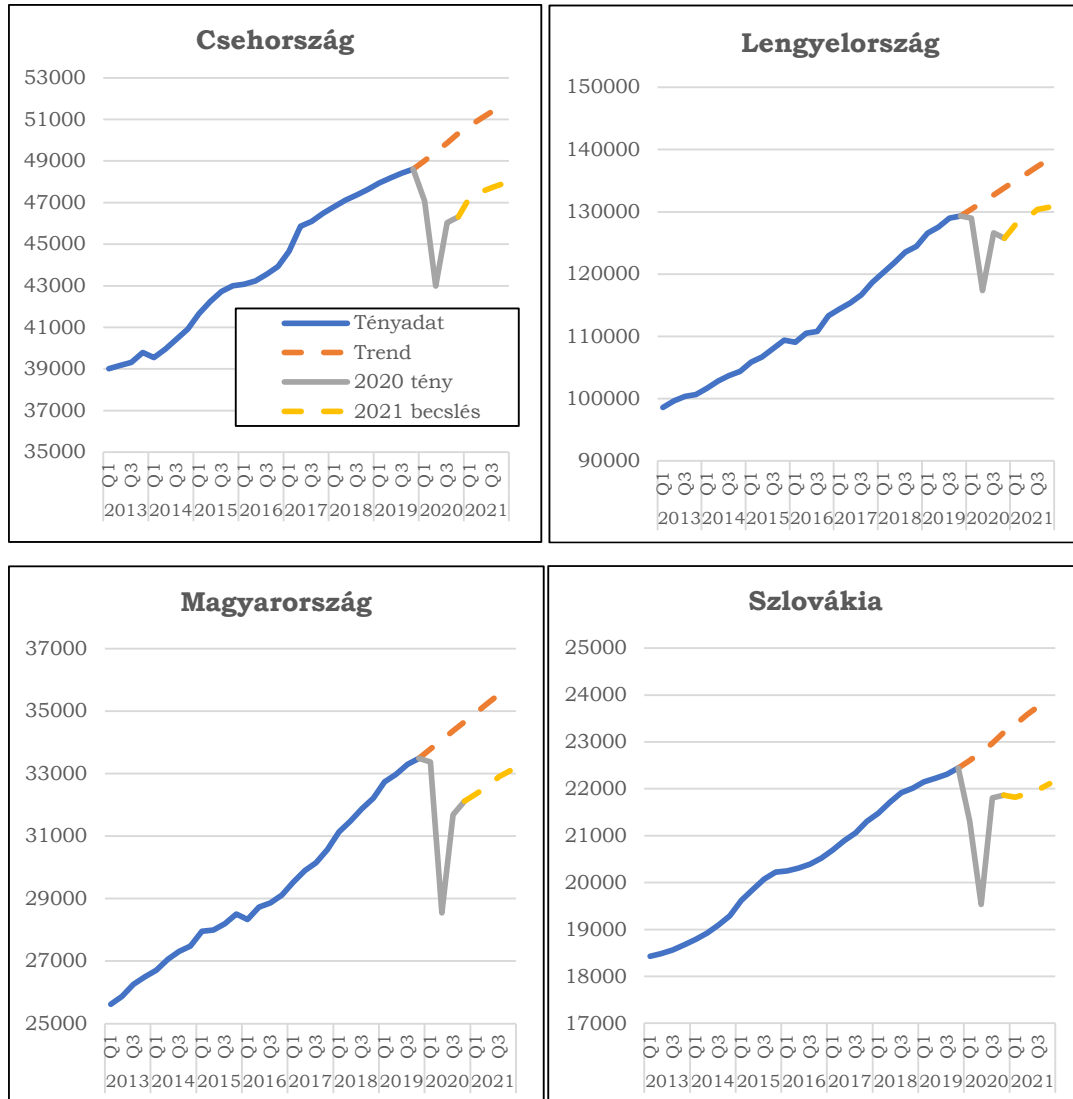 Csehország
53000
51000
49000
47000
45000
43000
41000
39000
37000
35000
Tényadat
Trend
2020 tény
2021 becslés
Q1 Q3 Q1 Q3 Q1 Q3 Q1 Q3 Q1 Q3 Q1 Q3 Q1 Q3 Q1 Q3 Q1 Q3
2013 2014 2015 2016 2017 2018 2019 2020 2021
Lengyelország
150000
140000
130000
120000
110000
100000
90000
Q1 Q3 Q1 Q3 Q1 Q3 Q1 Q3 Q1 Q3 Q1 Q3 Q1 Q3 Q1 Q3 Q1 Q3
2013 2014 2015 2016 2017 2018 2019 2020 2021
Magyarország
37000
35000
33000
31000
29000
27000
25000
Q1 Q3 Q1 Q3 Q1 Q3 Q1 Q3 Q1 Q3 Q1 Q3 Q1 Q3 Q1 Q3 Q1 Q3
2013 2014 2015 2016 2017 2018 2019 2020 2021
Szlovákia
25000
24000
23000
22000
21000
20000
19000
18000
17000
Q1 Q3 Q1 Q3 Q1 Q3 Q1 Q3 Q1 Q3 Q1 Q3 Q1 Q3 Q1 Q3 Q1 Q3
2013 2014 2015 2016 2017 2018 2019 2020 2021